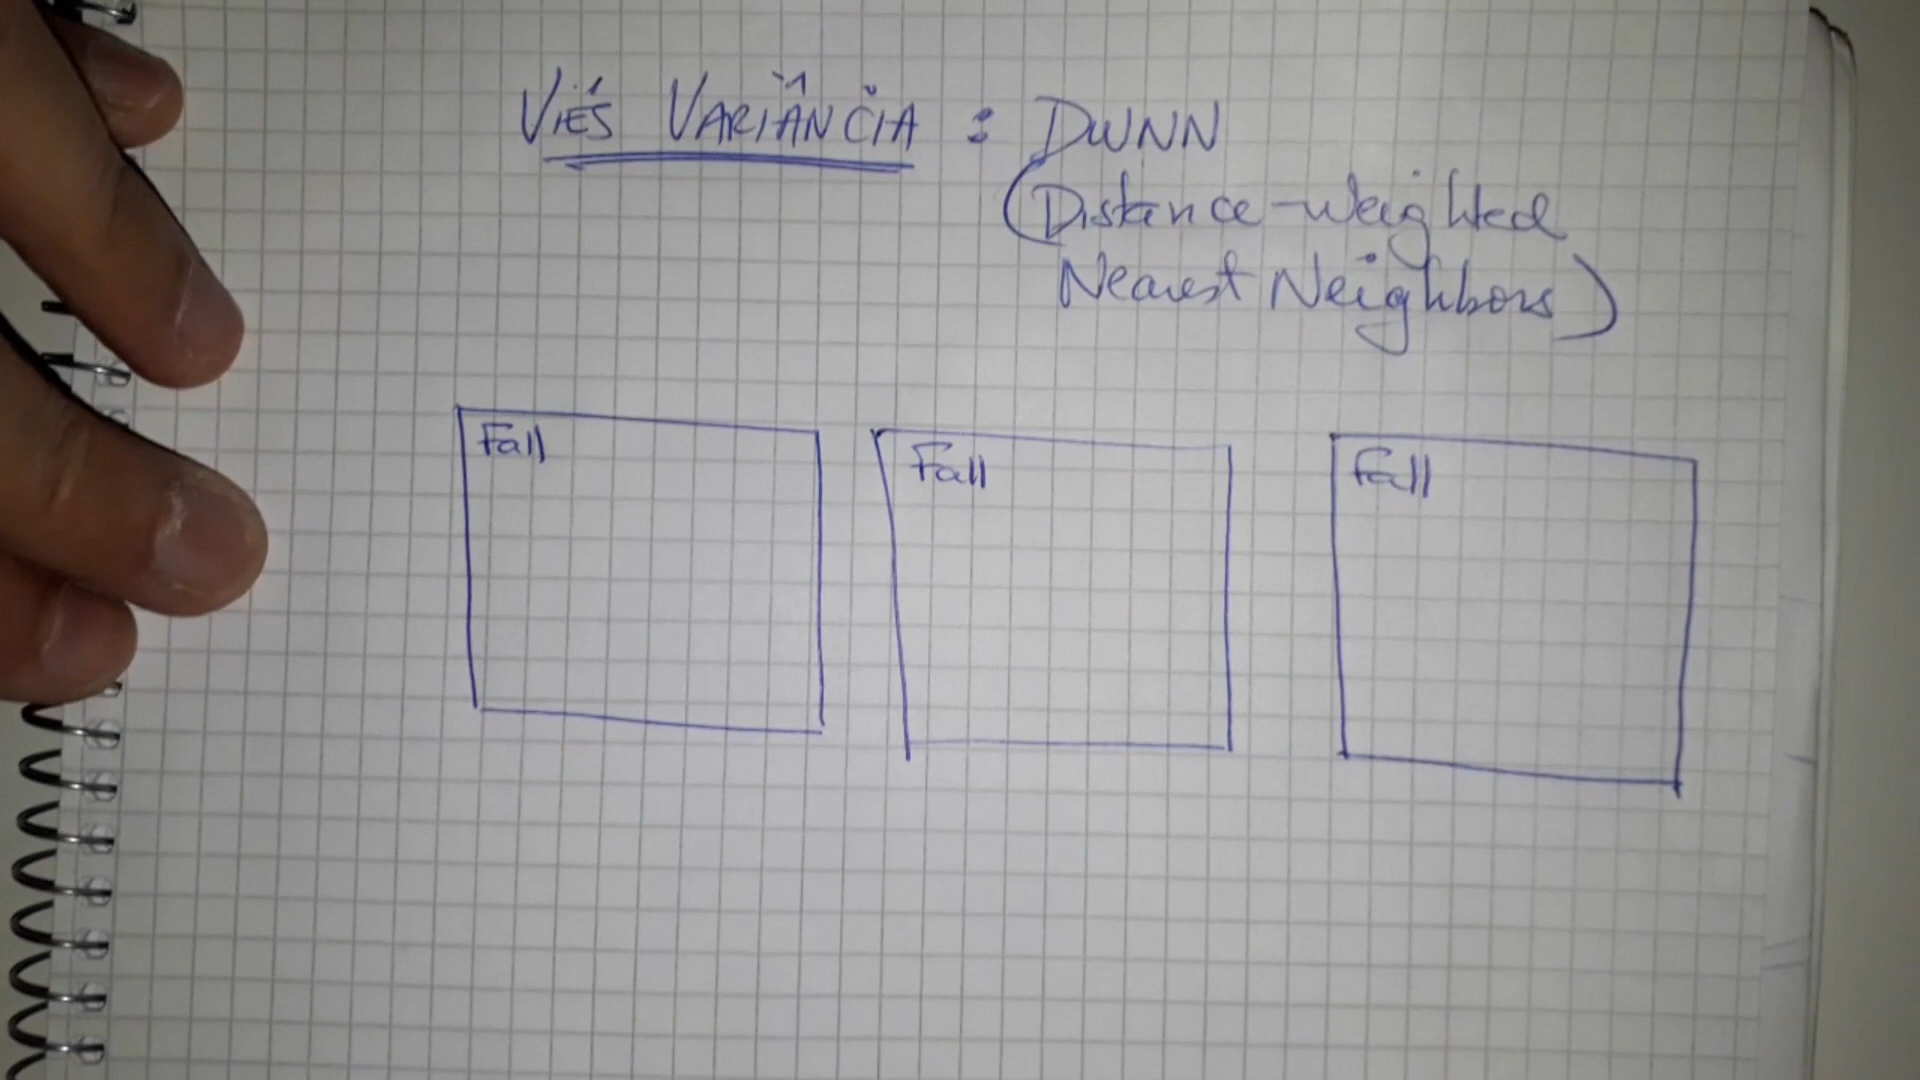 VIÉS VARIÂNCIA : DWNN
(Distance-Weighted
Nearest Neighbors)
Fall
Fall
Fall